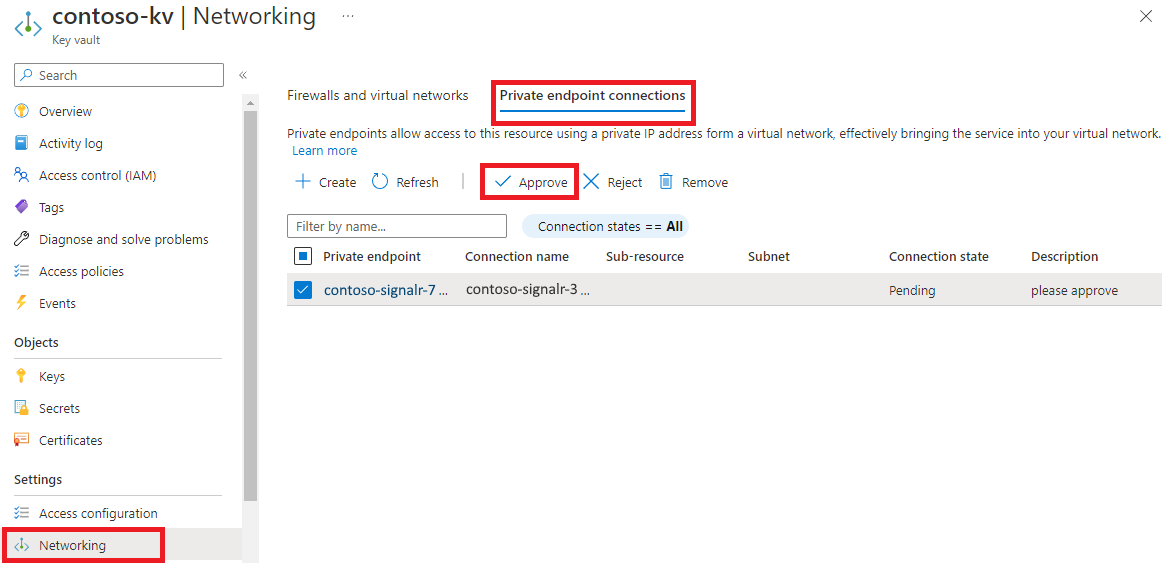 contoso-kv | Networking ...
Key vault
Search
«
Overview
Activity log
Access control (IAM)
Tags
Diagnose and solve problems
Access policies
Events
Objects
Keys
Secrets
Certificates
Settings
Access configuration
Networking
Firewalls and virtual networks Private endpoint connections
Private endpoints allow access to this resource using a private IP address form a virtual network, effectively bringing the service into your virtual network.
Learn more
Create Refresh | Approve Reject Remove
Filter by name... Connection states == All
Private endpoint Connection name Sub-resource Subnet Connection state Description
contoso-signalr-7 ... contoso-signalr-3 ... Pending please approve